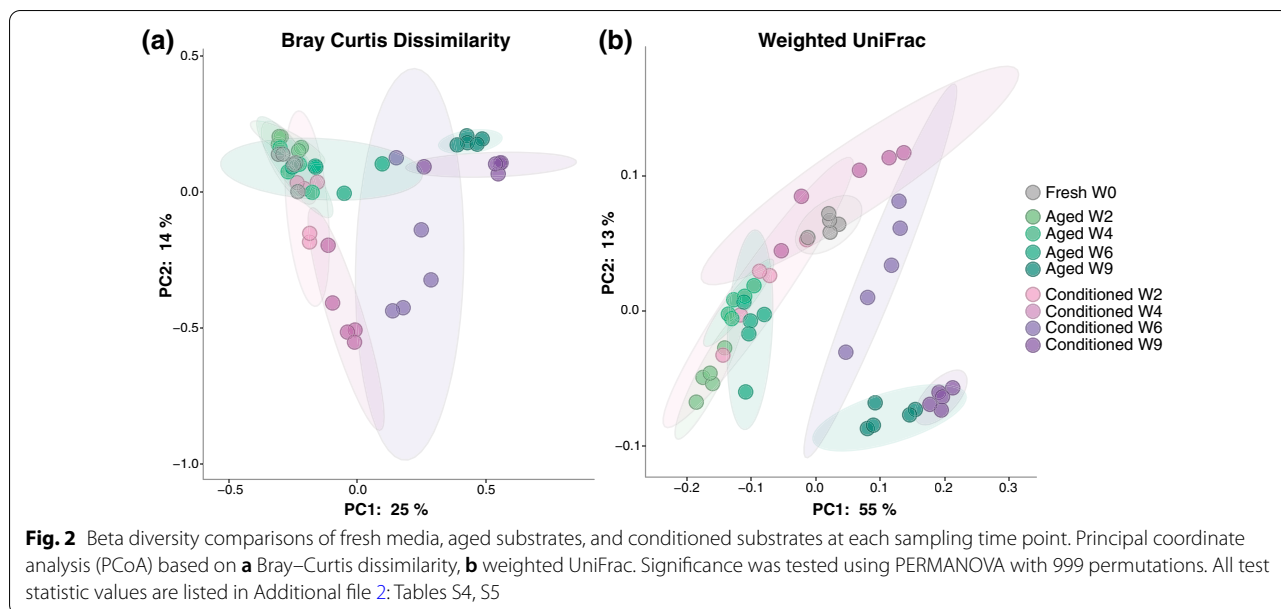 (a)
Bray Curtis Dissimilarity
0.5
0.0
−0.5
−1.0
PC2: 14 %
−0.5
0.0
0.5
PC1: 25 %
(b)
Weighted UniFrac
0.1
0.0
−0.1
PC2: 13 %
−0.2
−0.1
0.0
0.1
0.2
0.3
PC1: 55 %
Fresh W0
Aged W2
Aged W4
Aged W6
Aged W9
Conditioned W2
Conditioned W4
Conditioned W6
Conditioned W9
Fig. 2 Beta diversity comparisons of fresh media, aged substrates, and conditioned substrates at each sampling time point. Principal coordinate
analysis (PCoA) based on a Bray–Curtis dissimilarity, b weighted UniFrac. Significance was tested using PERMANOVA with 999 permutations. All test
statistic values are listed in Additional file 2: Tables S4, S5